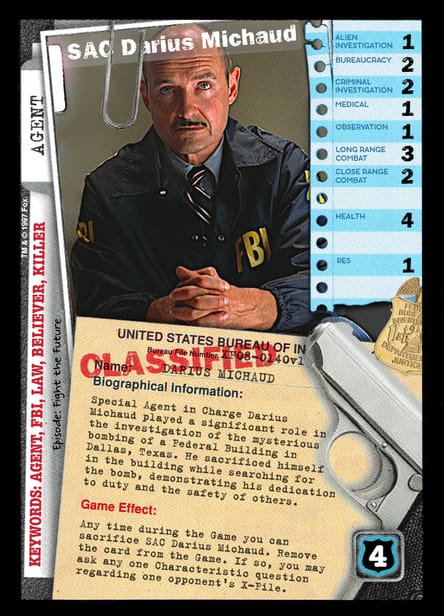 SAC Darius Michaud
AGENT
TM & © 1997 Fox.
KEYWORDS: AGENT, FBI, LAW, BELIEVER, KILLER
Episode: Fight the Future
ALIEN
INVESTIGATION 1
BUREAUCRACY 2
CRIMINAL
INVESTIGATION 2
MEDICAL 1
OBSERVATION 1
LONG RANGE
COMBAT 3
CLOSE RANGE
COMBAT 2
HEALTH 4
RES 1
FBI
UNITED STATES BUREAU OF IN
Bureau File Number XF08-0140v1
CLASSIFIED
Name: DARIUS MICHAUD
Biographical Information:
Special Agent in Charge Darius
Michaud played a significant role in
the investigation of the mysterious
bombing of a Federal Building in
Dallas, Texas. He sacrificed himself
in the building while searching for
the bomb, demonstrating his dedication
to duty and the safety of others.
Game Effect:
Any time during the Game you can
sacrifice SAC Darius Michaud. Remove
the card from the Game. If so, you may
ask any one Characteristic question
regarding one opponent's X-File.
4